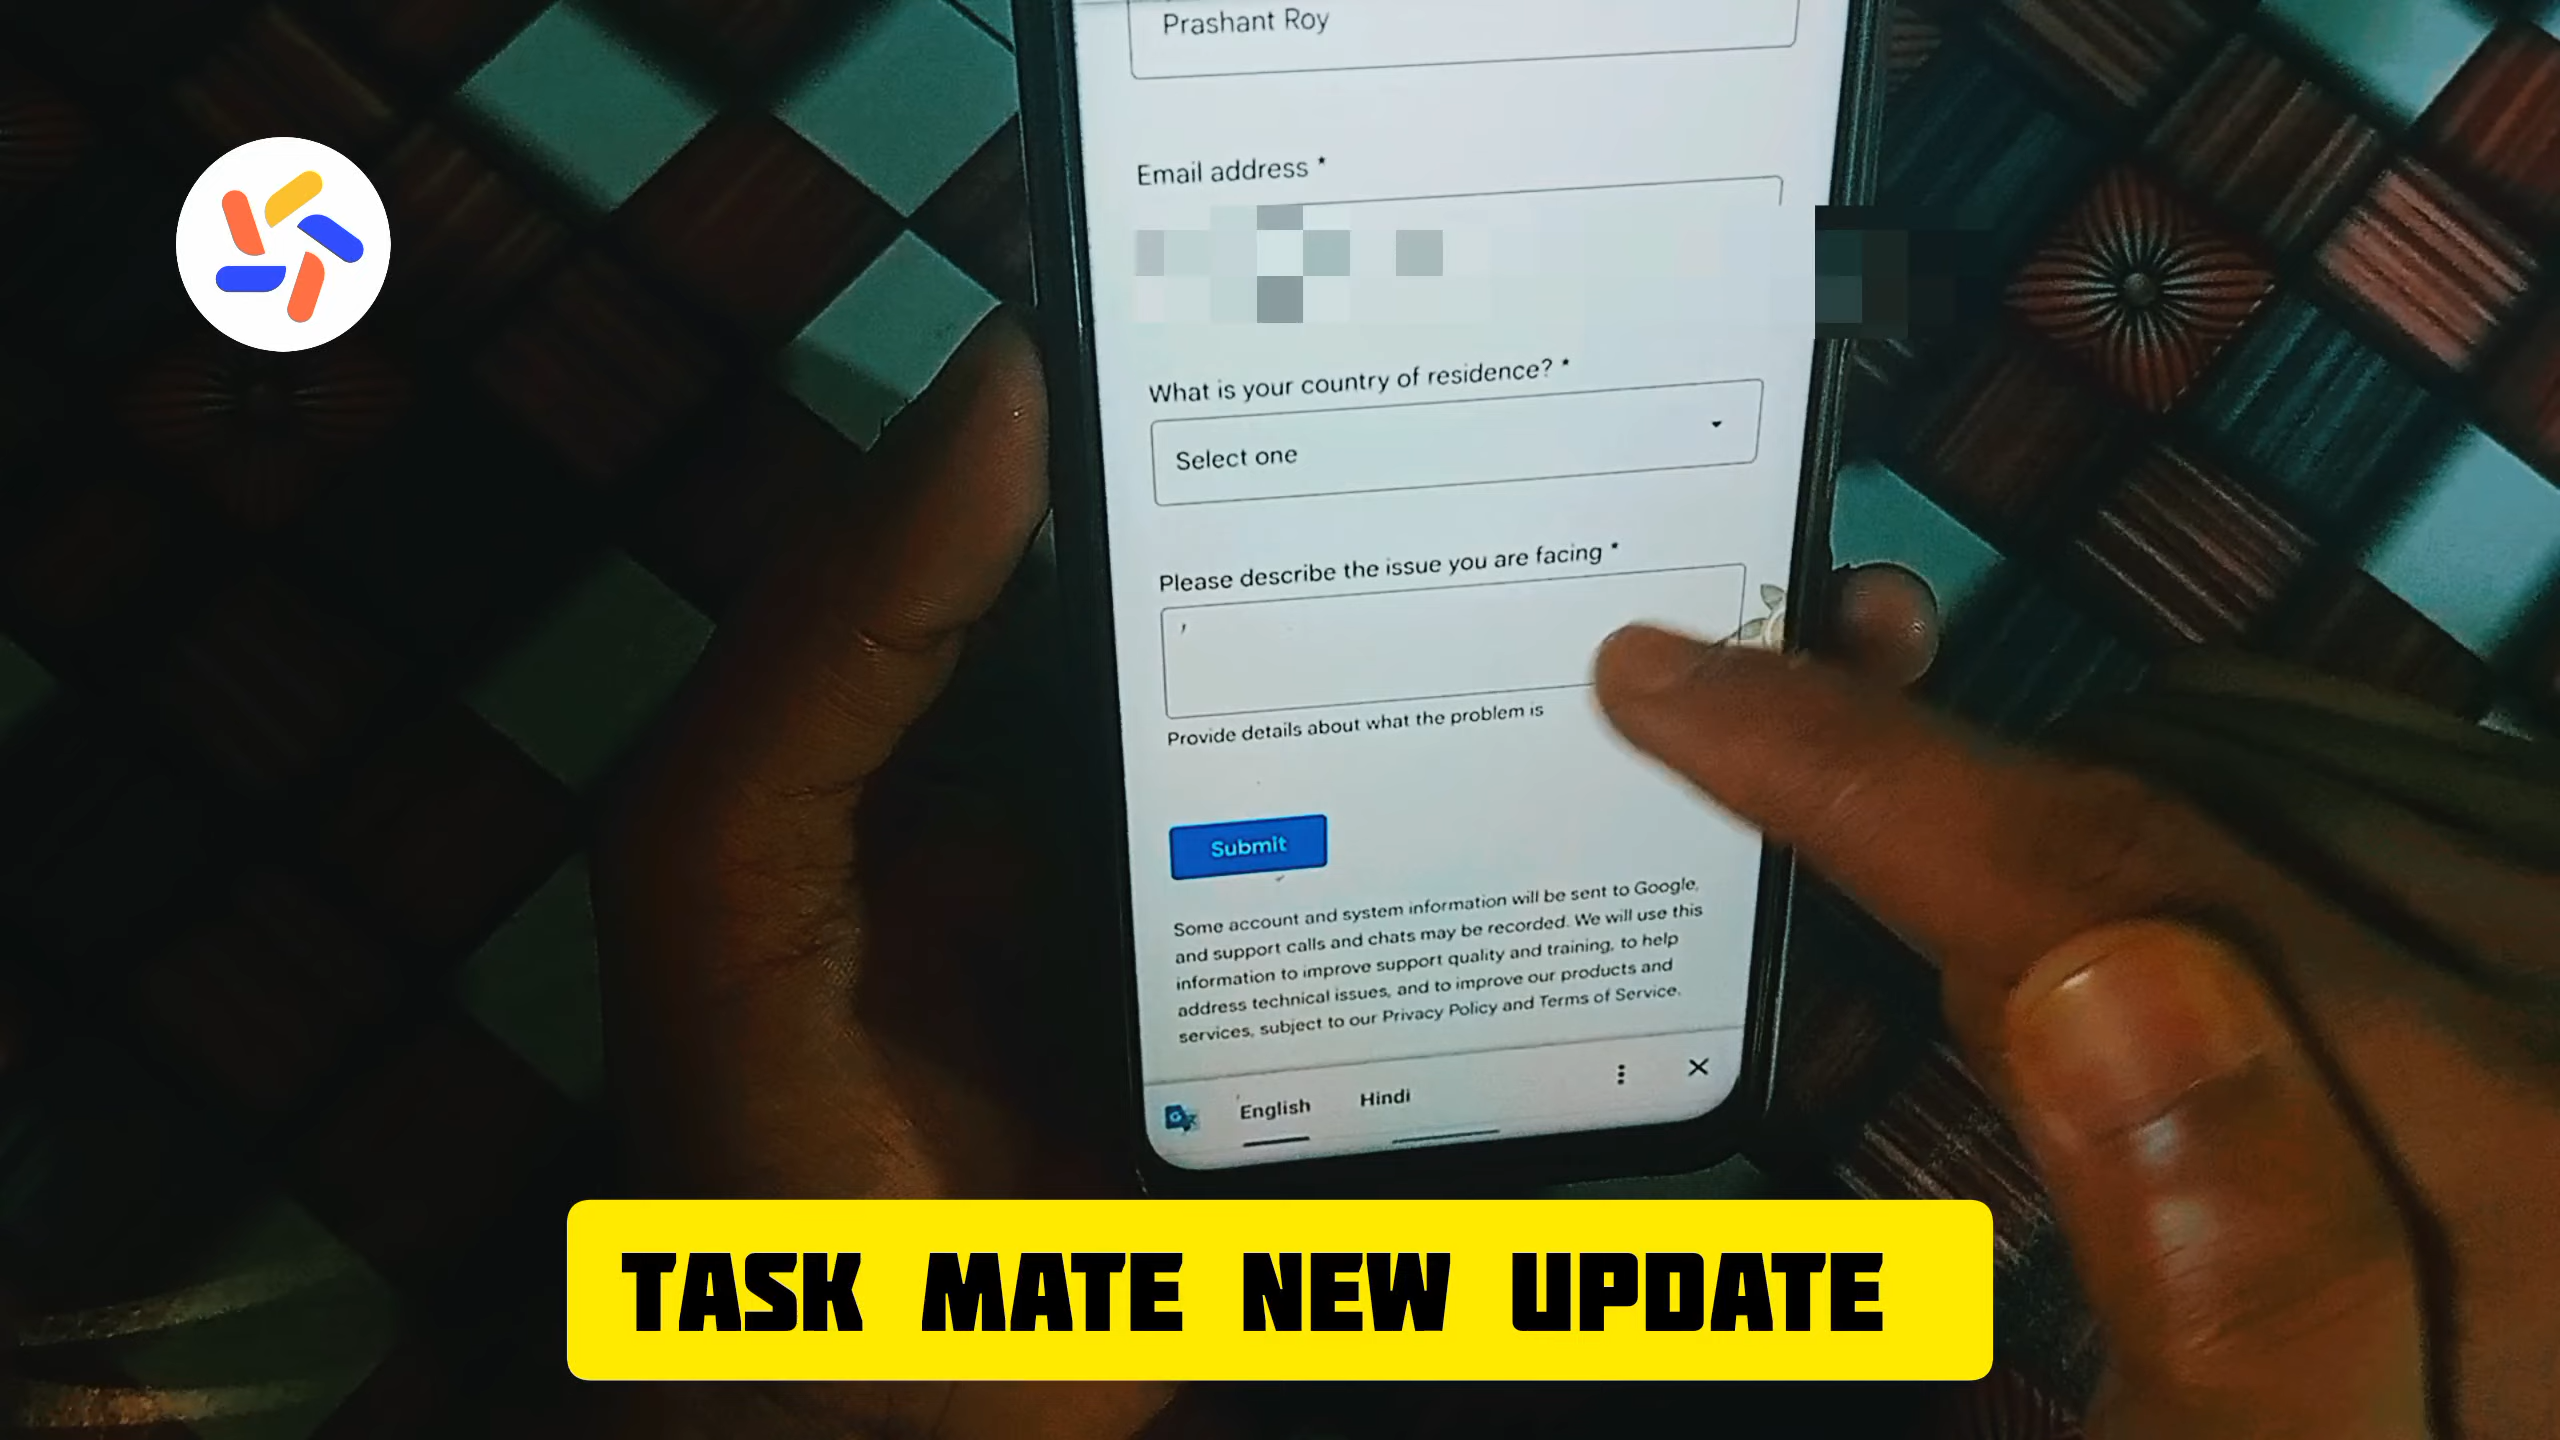 Prashant Roy
Email address *
What is your country of residence? *
Select one
Please describe the issue you are facing *
Provide details about what the problem is
Submit
Some account and system information will be sent to Google,
and support calls and chats may be recorded. We will use this
information to improve support quality and training, to help
address technical issues, and to improve our products and
services, subject to our Privacy Policy and Terms of Service.
English Hindi
TASK MATE NEW UPDATE